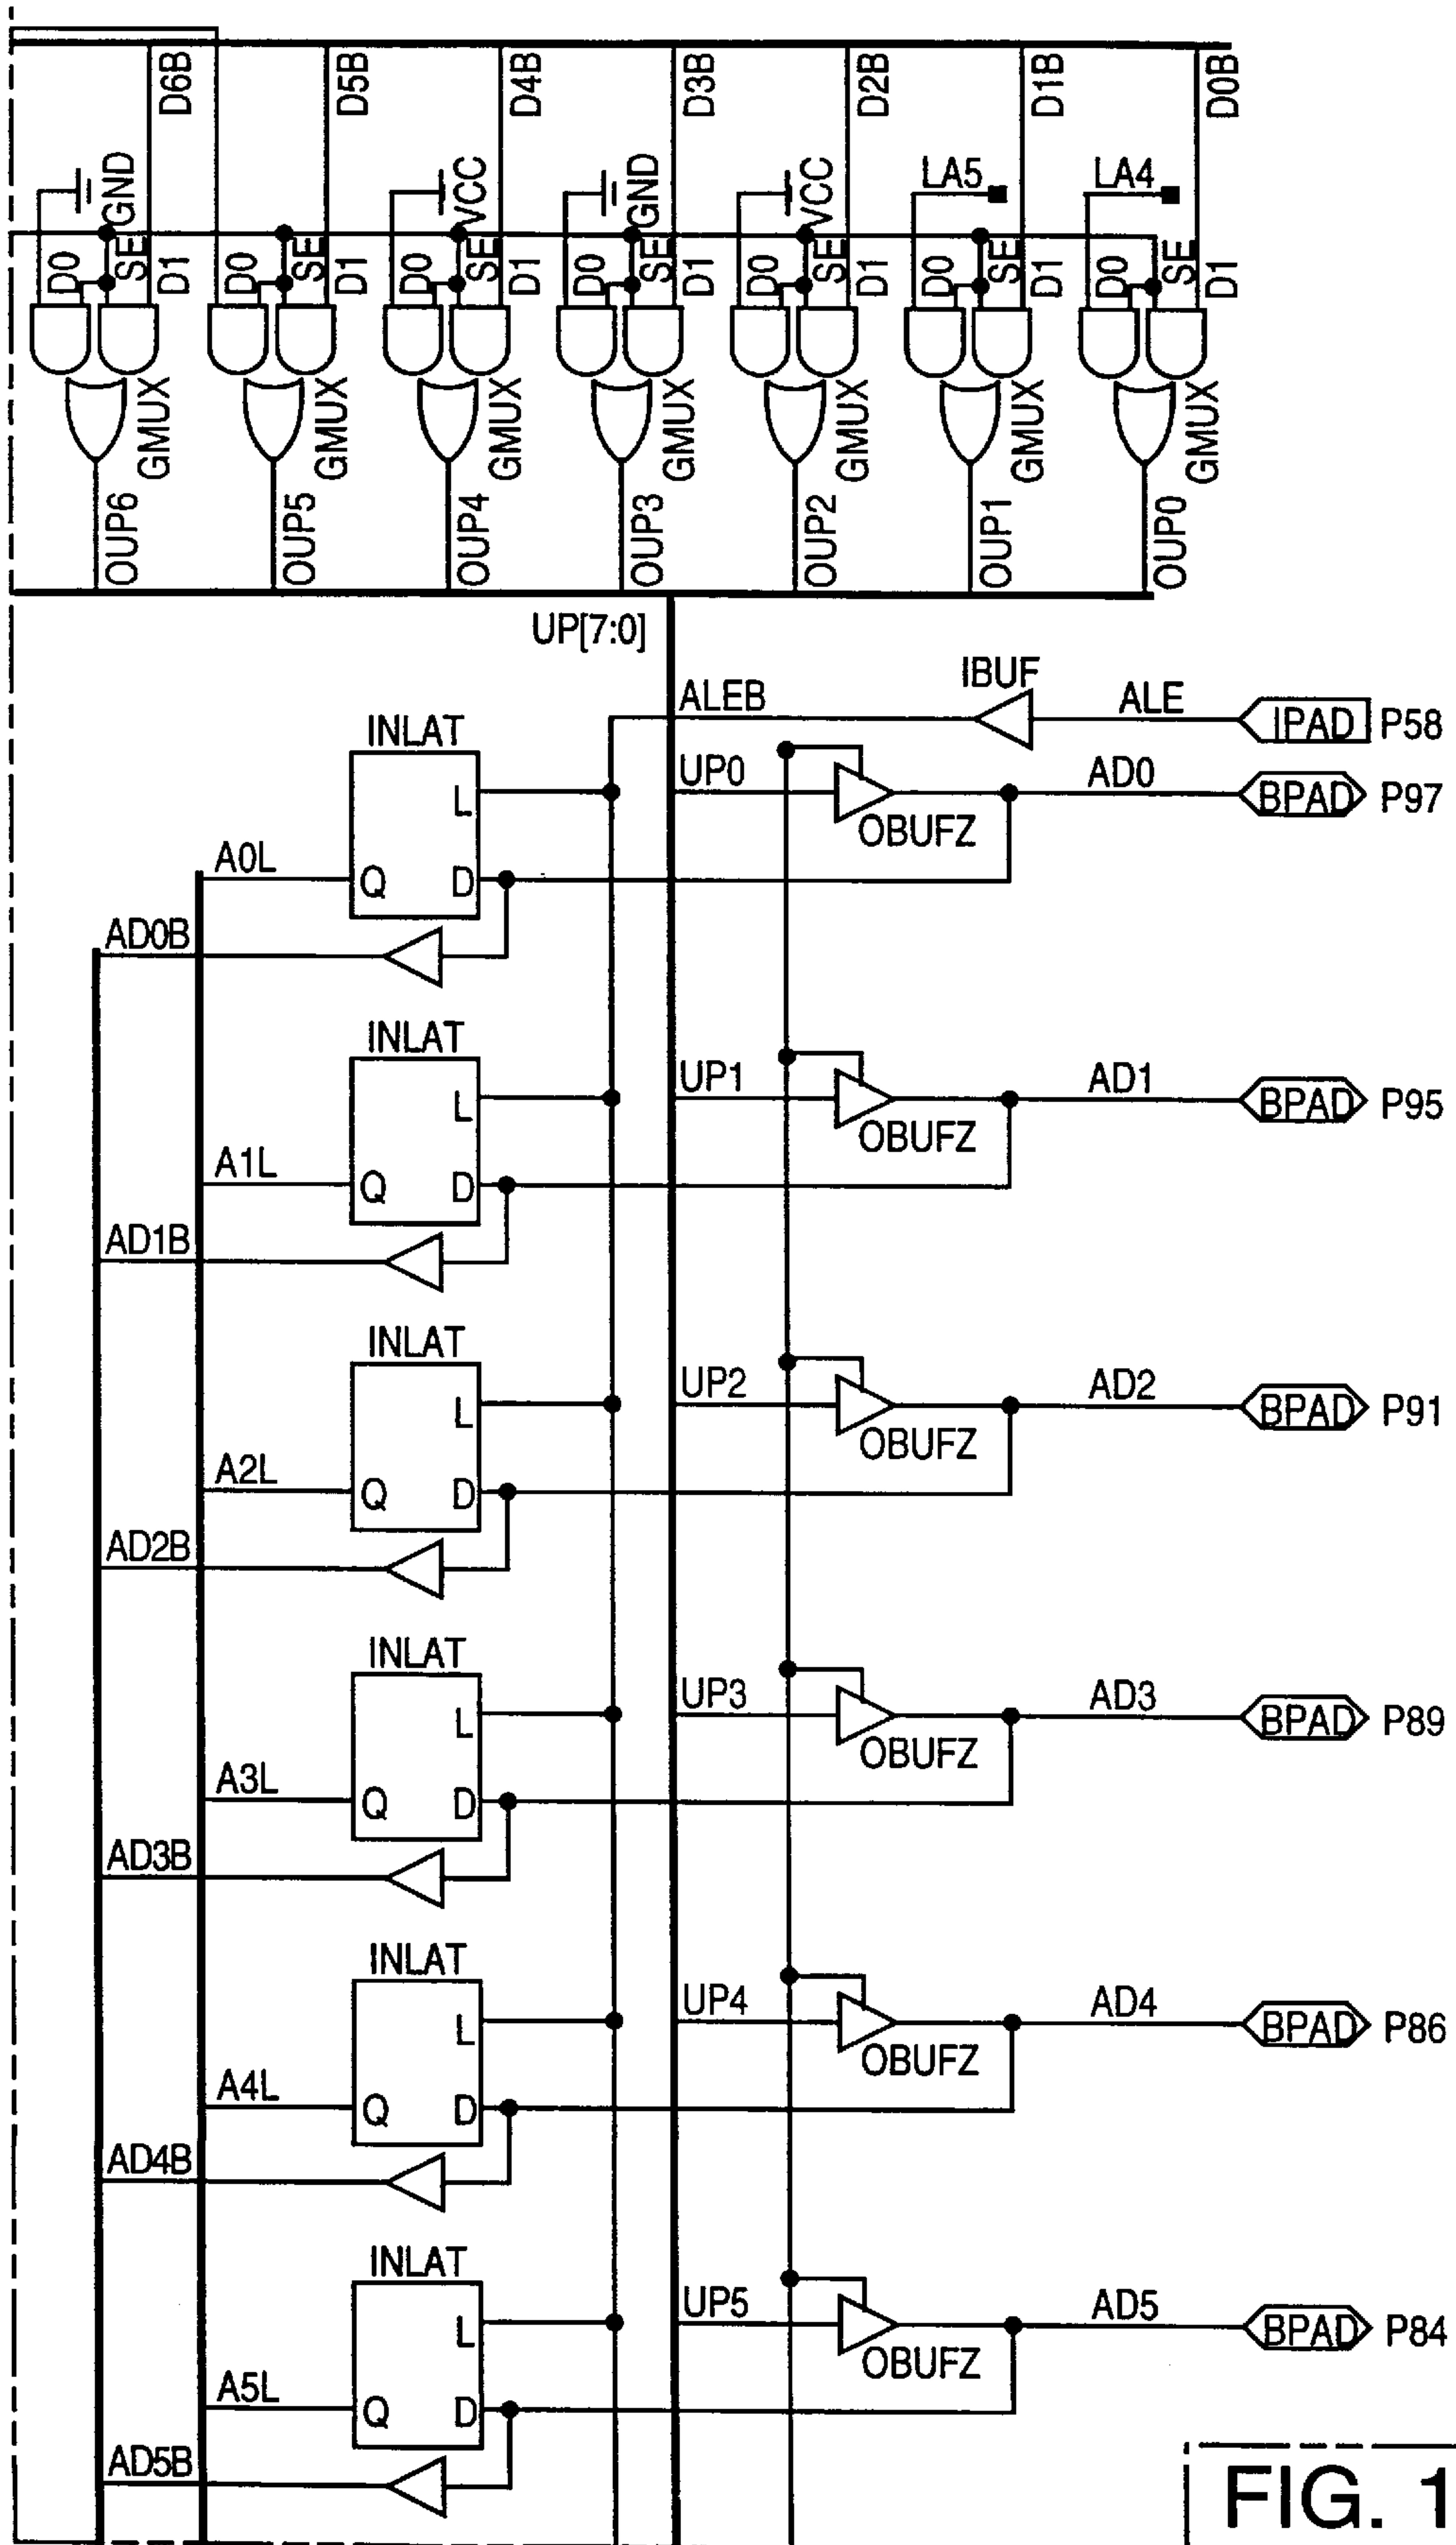 D6B D5B D4B D3B D2B D1B D0B
GND VCC GND VCC LA5 LA4
D0 SE D1 D0 SE D1 D0 SE D1 D0 SE D1 D0 SE D1 D0 SE D1 D0 SE D1
GMUX GMUX GMUX GMUX GMUX GMUX GMUX
OUP6 OUP5 OUP4 OUP3 OUP2 OUP1 OUP0
UP[7:0]
ALEB IBUF ALE IPAD P58
INLAT
L UP0 OBUFZ AD0 BPAD P97
A0L Q D
AD0B
INLAT
L UP1 OBUFZ AD1 BPAD P95
A1L Q D
AD1B
INLAT
L UP2 OBUFZ AD2 BPAD P91
A2L Q D
AD2B
INLAT
L UP3 OBUFZ AD3 BPAD P89
A3L Q D
AD3B
INLAT
L UP4 OBUFZ AD4 BPAD P86
A4L Q D
AD4B
INLAT
L UP5 OBUFZ AD5 BPAD P84
A5L Q D
AD5B
FIG. 1